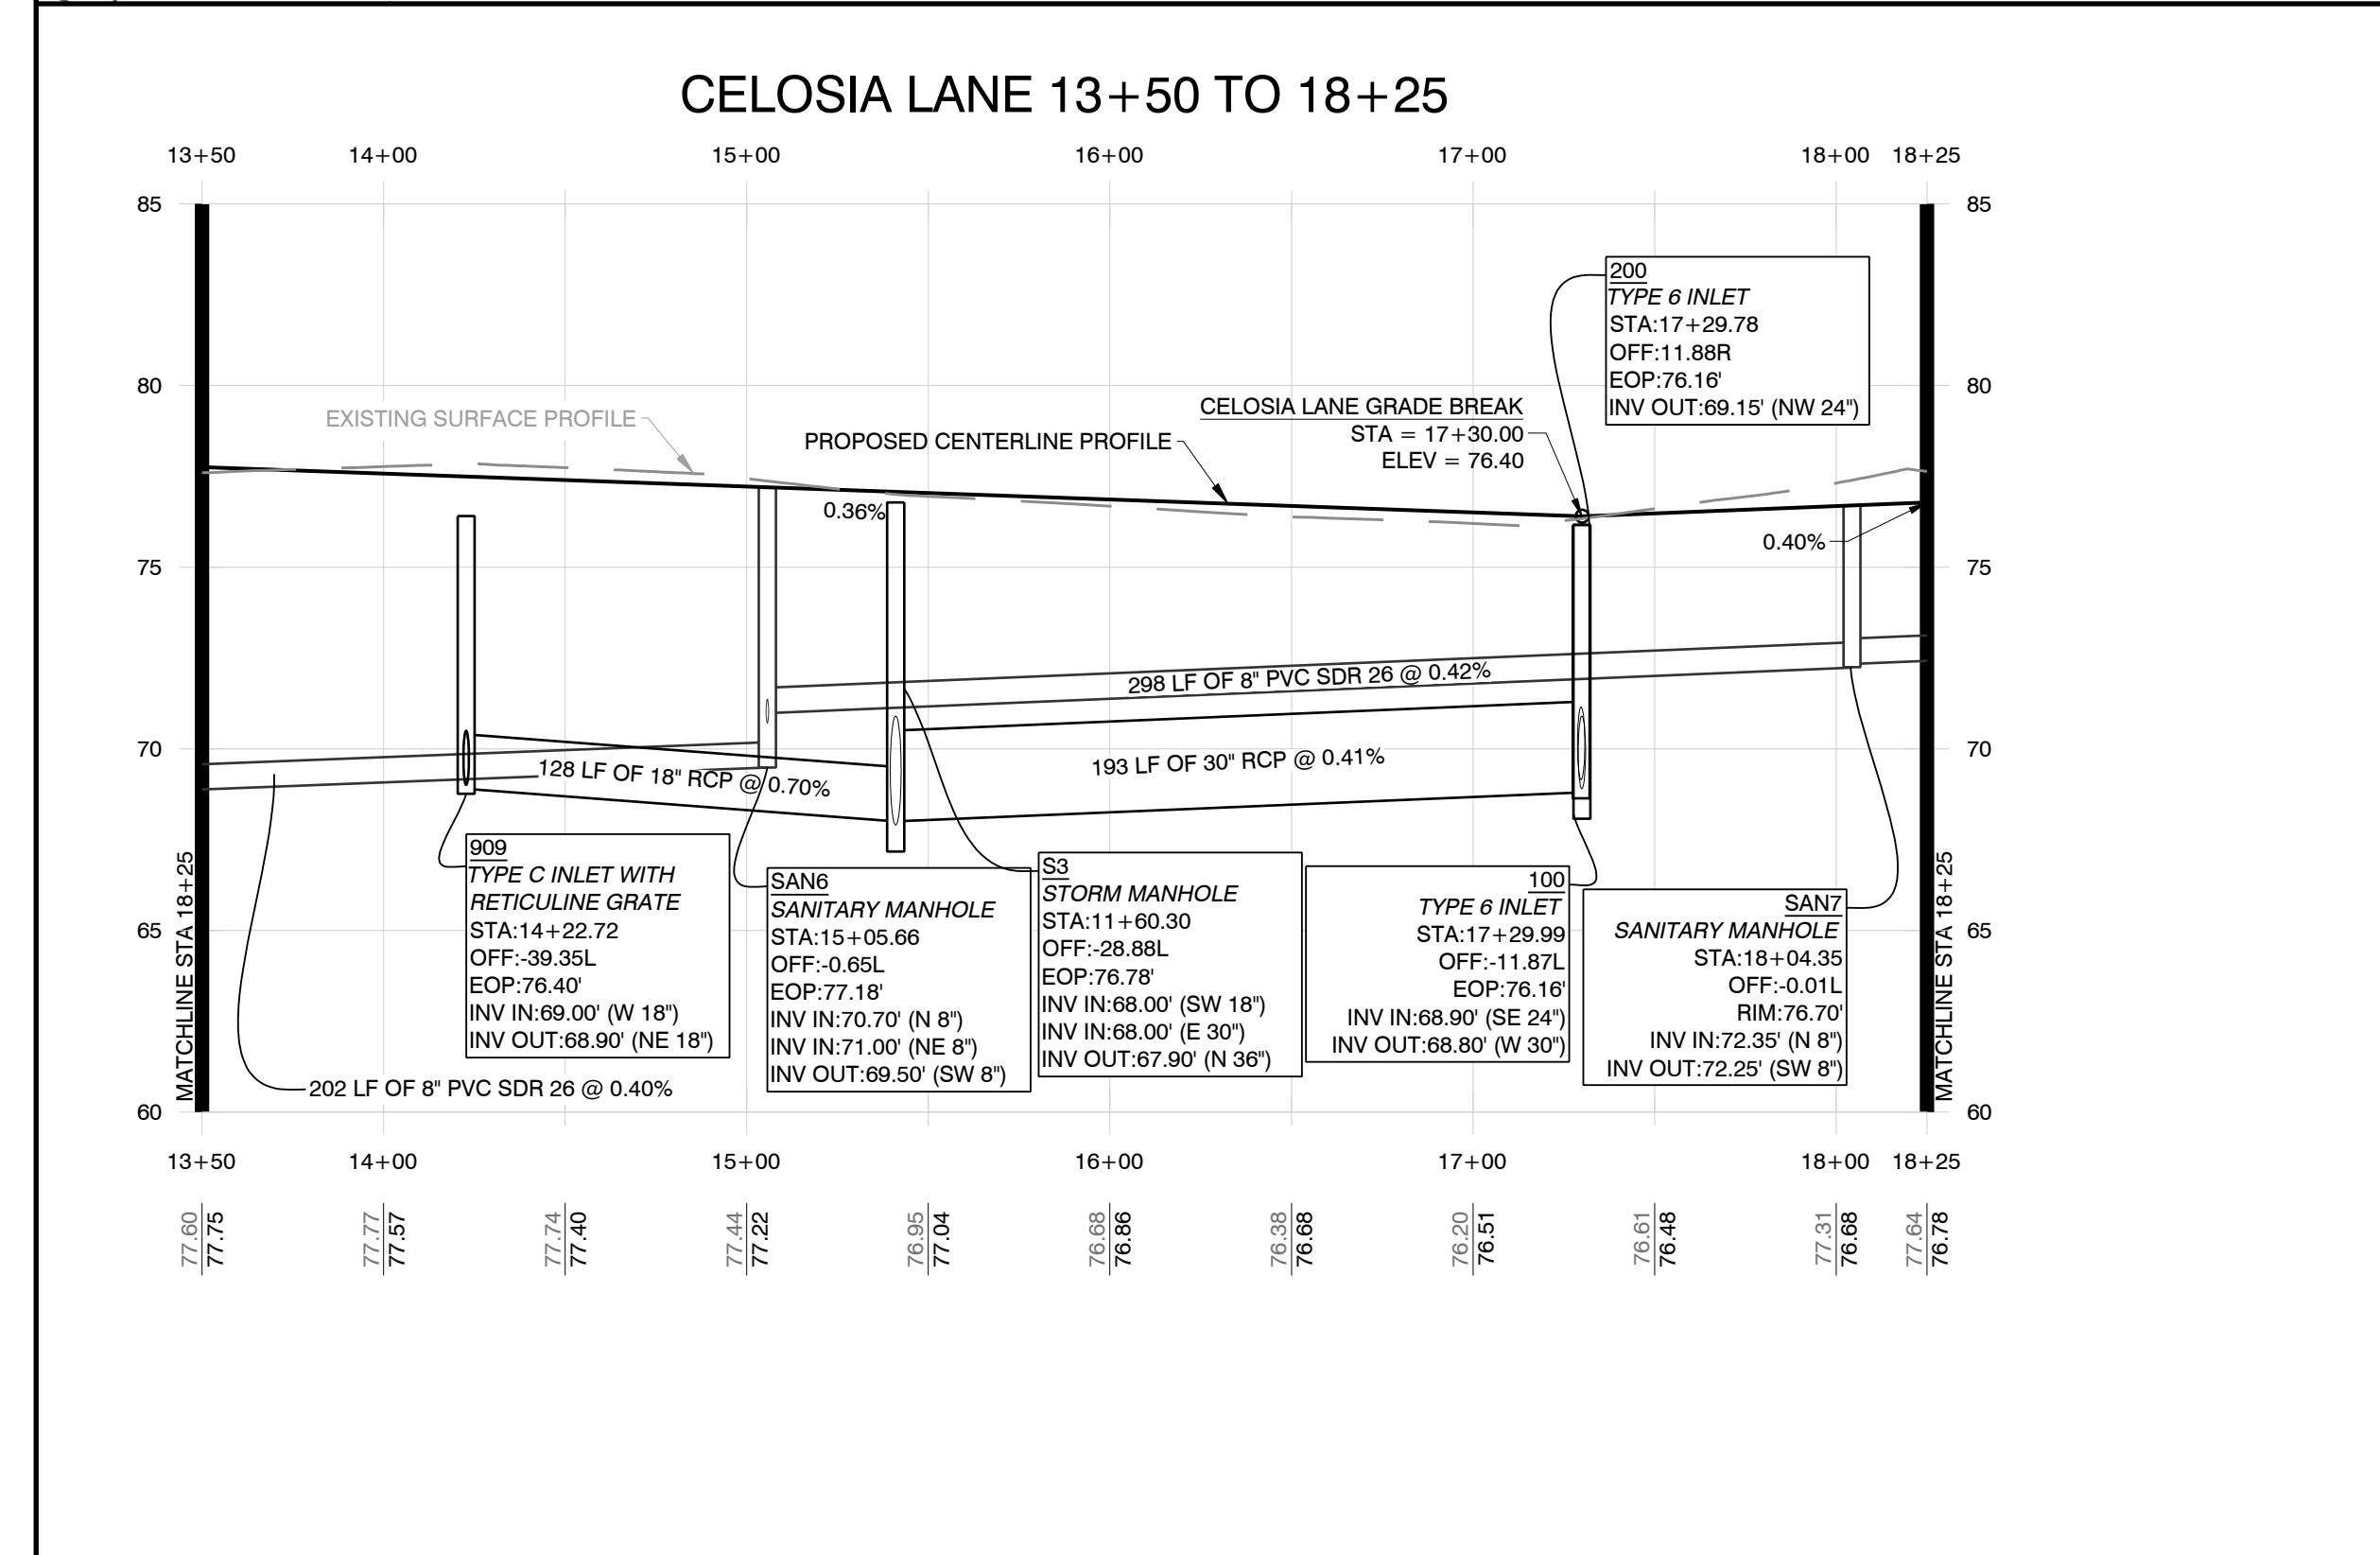 CELOSIA LANE 13+50 TO 18+25
13+50 14+00 15+00 16+00 17+00 18+00 18+25
85 85
80 80
75 75
70 70
65 65
60 60
200
TYPE 6 INLET
STA:17+29.78
OFF:11.88R
EOP:76.16'
INV OUT:69.15' (NW 24")
EXISTING SURFACE PROFILE
PROPOSED CENTERLINE PROFILE
CELOSIA LANE GRADE BREAK
STA = 17+30.00
ELEV = 76.40
0.36%
0.40%
298 LF OF 8" PVC SDR 26 @ 0.42%
128 LF OF 18" RCP @ 0.70%
193 LF OF 30" RCP @ 0.41%
MATCHLINE STA 18+25
909
TYPE C INLET WITH
RETICULINE GRATE
STA:14+22.72
OFF:-39.35L
EOP:76.40'
INV IN:69.00' (W 18")
INV OUT:68.90' (NE 18")
SAN6
SANITARY MANHOLE
STA:15+05.66
OFF:-0.65L
EOP:77.18'
INV IN:70.70' (N 8")
INV IN:71.00' (NE 8")
INV OUT:69.50' (SW 8")
S3
STORM MANHOLE
STA:11+60.30
OFF:-28.88L
EOP:76.78'
INV IN:68.00' (SW 18")
INV IN:68.00' (E 30")
INV OUT:67.90' (N 36")
100
TYPE 6 INLET
STA:17+29.99
OFF:-11.87L
EOP:76.16'
INV IN:68.90' (SE 24")
INV OUT:68.80' (W 30")
SAN7
SANITARY MANHOLE
STA:18+04.35
OFF:-0.01L
RIM:76.70'
INV IN:72.35' (N 8")
INV OUT:72.25' (SW 8")
MATCHLINE STA 18+25
202 LF OF 8" PVC SDR 26 @ 0.40%
13+50 14+00 15+00 16+00 17+00 18+00 18+25
77.60
77.75
77.77
77.57
77.74
77.40
77.44
77.22
76.95
77.04
76.68
76.86
76.38
76.68
76.20
76.51
76.61
76.48
77.31
76.68
77.64
76.78